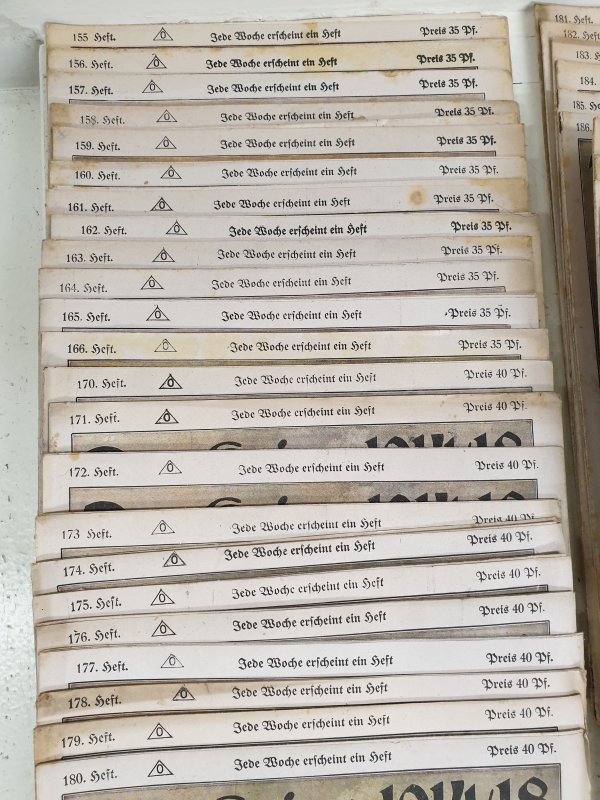 155 Heft. Ö Jede Woche erscheint ein Heft Preis 35 Pf.
156. Heft. Ö Jede Woche erscheint ein Heft Preis 35 Pf.
157. Heft. Ö Jede Woche erscheint ein Heft Preis 35 Pf.
158. Heft. Ö Jede Woche erscheint ein Heft Preis 35 Pf.
159. Heft. Ö Jede Woche erscheint ein Heft Preis 35 Pf.
160. Heft. Ö Jede Woche erscheint ein Heft Preis 35 Pf.
161. Heft. Ö Jede Woche erscheint ein Heft Preis 35 Pf.
162. Heft. Ö Jede Woche erscheint ein Heft Preis 35 Pf.
163. Heft. Ö Jede Woche erscheint ein Heft Preis 35 Pf.
164. Heft. Ö Jede Woche erscheint ein Heft Preis 35 Pf.
165. Heft. Ö Jede Woche erscheint ein Heft Preis 35 Pf.
166. Heft. Ö Jede Woche erscheint ein Heft Preis 35 Pf.
170. Heft. Ö Jede Woche erscheint ein Heft Preis 40 Pf.
171. Heft. Ö Jede Woche erscheint ein Heft Preis 40 Pf.
1914/18
172. Heft. Ö Jede Woche erscheint ein Heft Preis 40 Pf.
1914/18
173 Heft. Ö Jede Woche erscheint ein Heft Preis 40 Pf.
174. Heft. Ö Jede Woche erscheint ein Heft Preis 40 Pf.
175. Heft. Ö Jede Woche erscheint ein Heft Preis 40 Pf.
176. Heft. Ö Jede Woche erscheint ein Heft Preis 40 Pf.
177. Heft. Ö Jede Woche erscheint ein Heft Preis 40 Pf.
178. Heft. Ö Jede Woche erscheint ein Heft Preis 40 Pf.
179. Heft. Ö Jede Woche erscheint ein Heft Preis 40 Pf.
180. Heft. Ö Jede Woche erscheint ein Heft Preis 40 Pf.
1914/18
181. Heft.
182. Heft.
183. Heft
184. Heft
185. Heft
186.